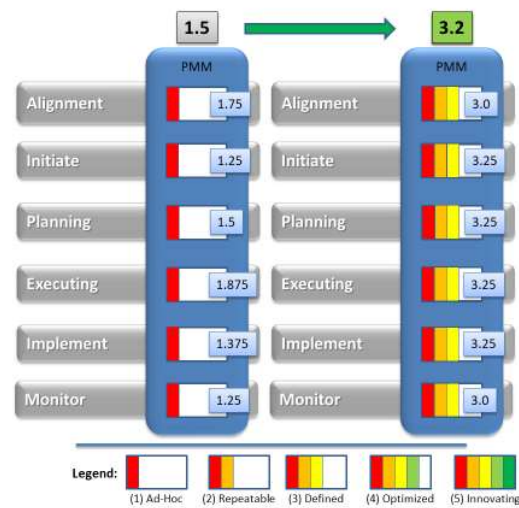 1.5 3.2
PMM PMM
Alignment 1.75 Alignment 3.0
Initiate 1.25 Initiate 3.25
Planning 1.5 Planning 3.25
Executing 1.875 Executing 3.25
Implement 1.375 Implement 3.25
Monitor 1.25 Monitor 3.0
Legend:
(1) Ad-Hoc (2) Repeatable (3) Defined (4) Optimized (5) Innovating